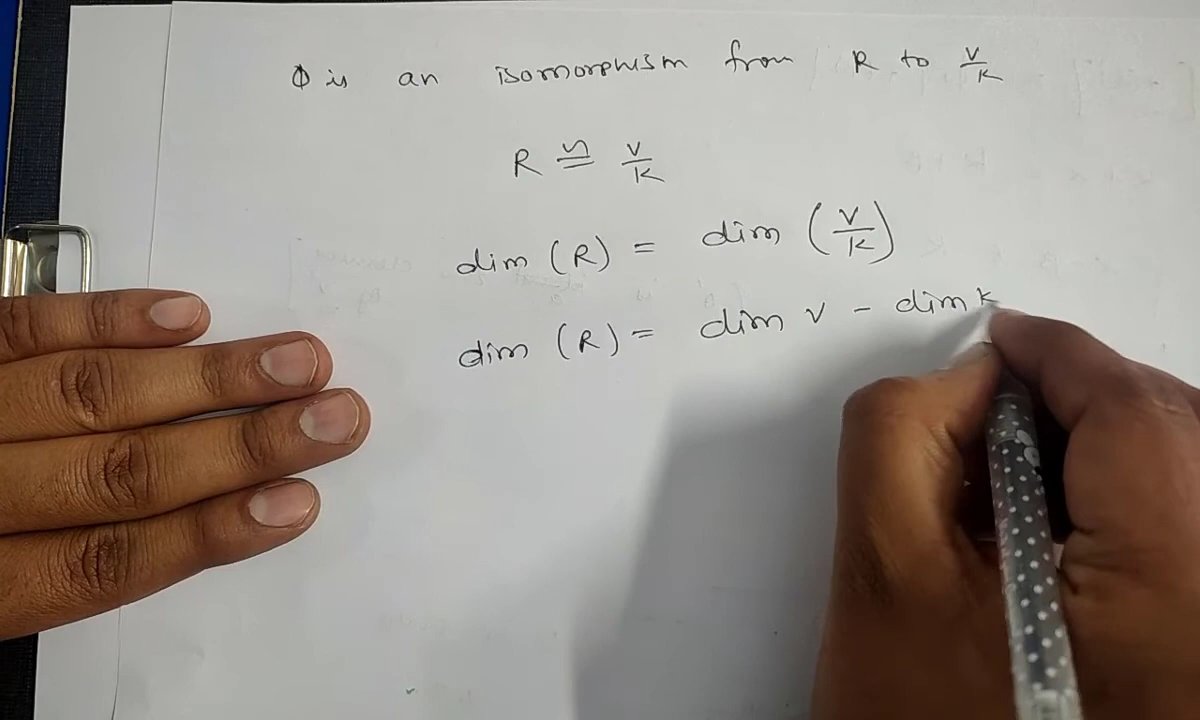 Φ is an isomorphism from R to V/K
R ≅ V/K
dim (R) = dim (V/K)
dim (R) = dim V - dim K